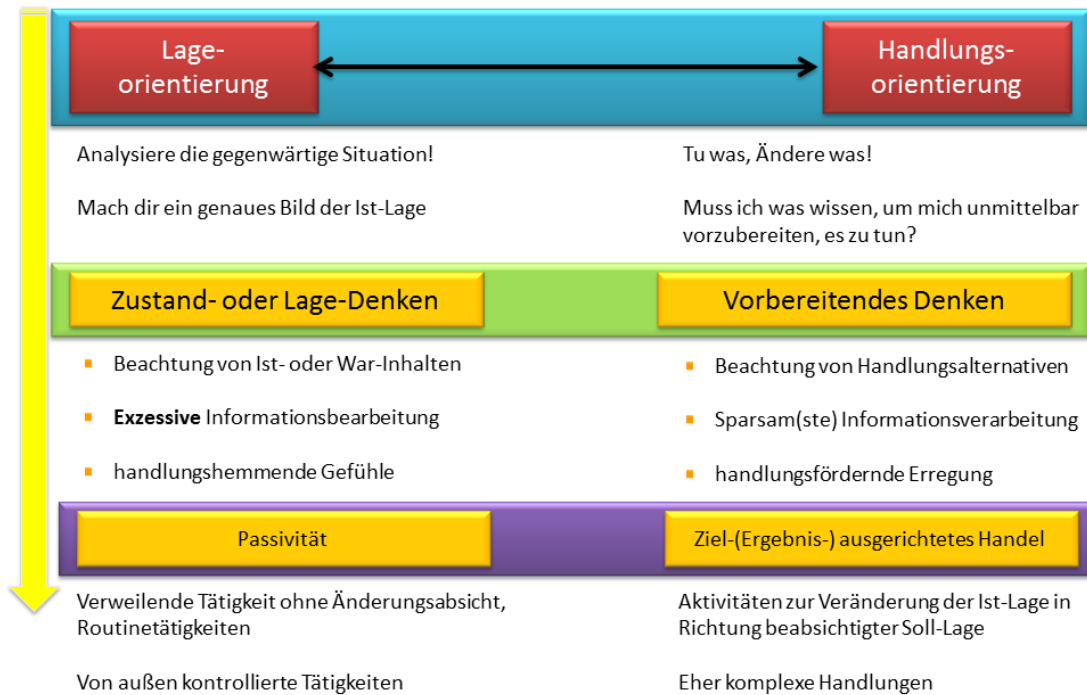 Lage-
orientierung
Handlungs-
orientierung
Analysiere die gegenwärtige Situation!
Mach dir ein genaues Bild der Ist-Lage
Tu was, Ändere was!
Muss ich was wissen, um mich unmittelbar
vorzubereiten, es zu tun?
Zustand- oder Lage-Denken
Vorbereitendes Denken
Beachtung von Ist- oder War-Inhalten
Exzessive Informationsbearbeitung
handlungshemmende Gefühle
Beachtung von Handlungsalternativen
Sparsam(ste) Informationsverarbeitung
handlungsfördernde Erregung
Passivität
Ziel-(Ergebnis-) ausgerichtetes Handel
Verweilende Tätigkeit ohne Änderungsabsicht,
Routinetätigkeiten
Von außen kontrollierte Tätigkeiten
Aktivitäten zur Veränderung der Ist-Lage in
Richtung beabsichtigter Soll-Lage
Eher komplexe Handlungen